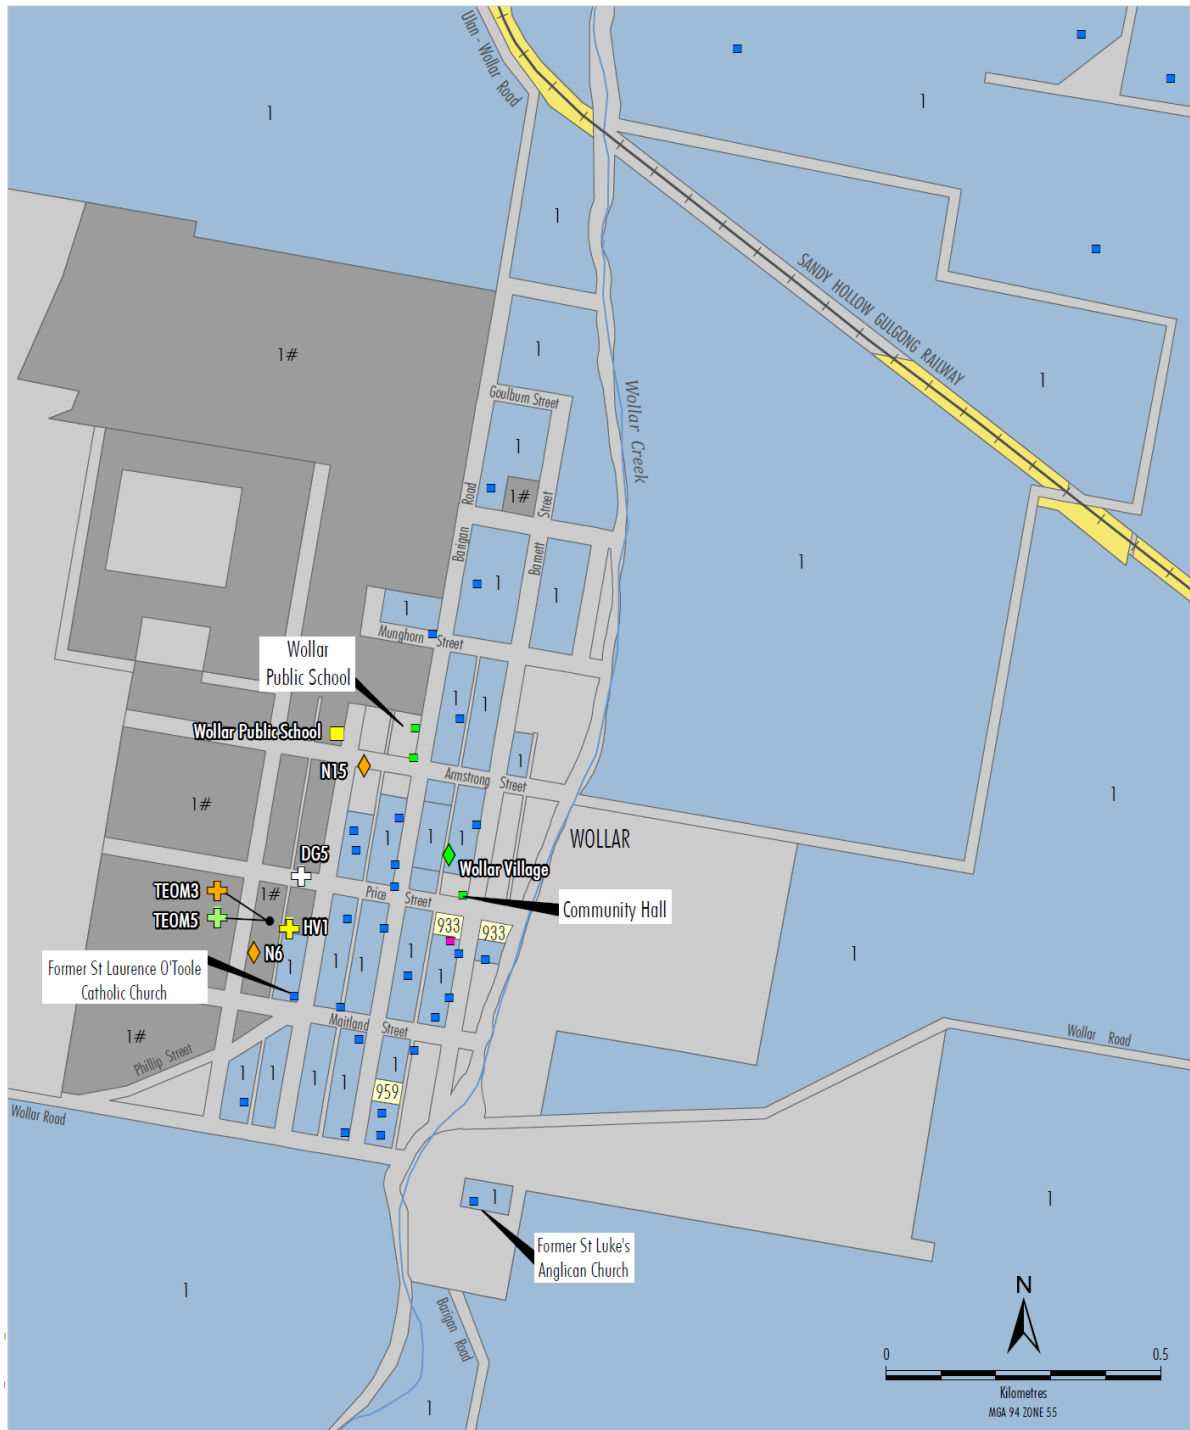 Ulan - Wollar Road
1
1
1
SANDY HOLLOW GULGONG RAILWAY
1#
1
1
Goulburn Street
Wollar Creek
1
1#
Road
Street
Barigan
Barnett
1
1
1
1
Munghorn Street
Wollar
Public School
1
1
Wollar Public School
N15
1
Armstrong Street
1
1#
1
1
1
WOLLAR
DG5
Wollar Village
TEOM3
1#
Price Street
Community Hall
TEOM5
HV1
933
933
N6
1
1
1
1
1
1
Former St Laurence O'Toole
Catholic Church
Maitland Street
1#
Phillip Street
Wollar Road
1
1
1
1
1
959
Wollar Road
1
1
Former St Luke's
Anglican Church
1
1
Barigan Road
1
N
0
0.5
Kilometres
MGA 94 ZONE 55